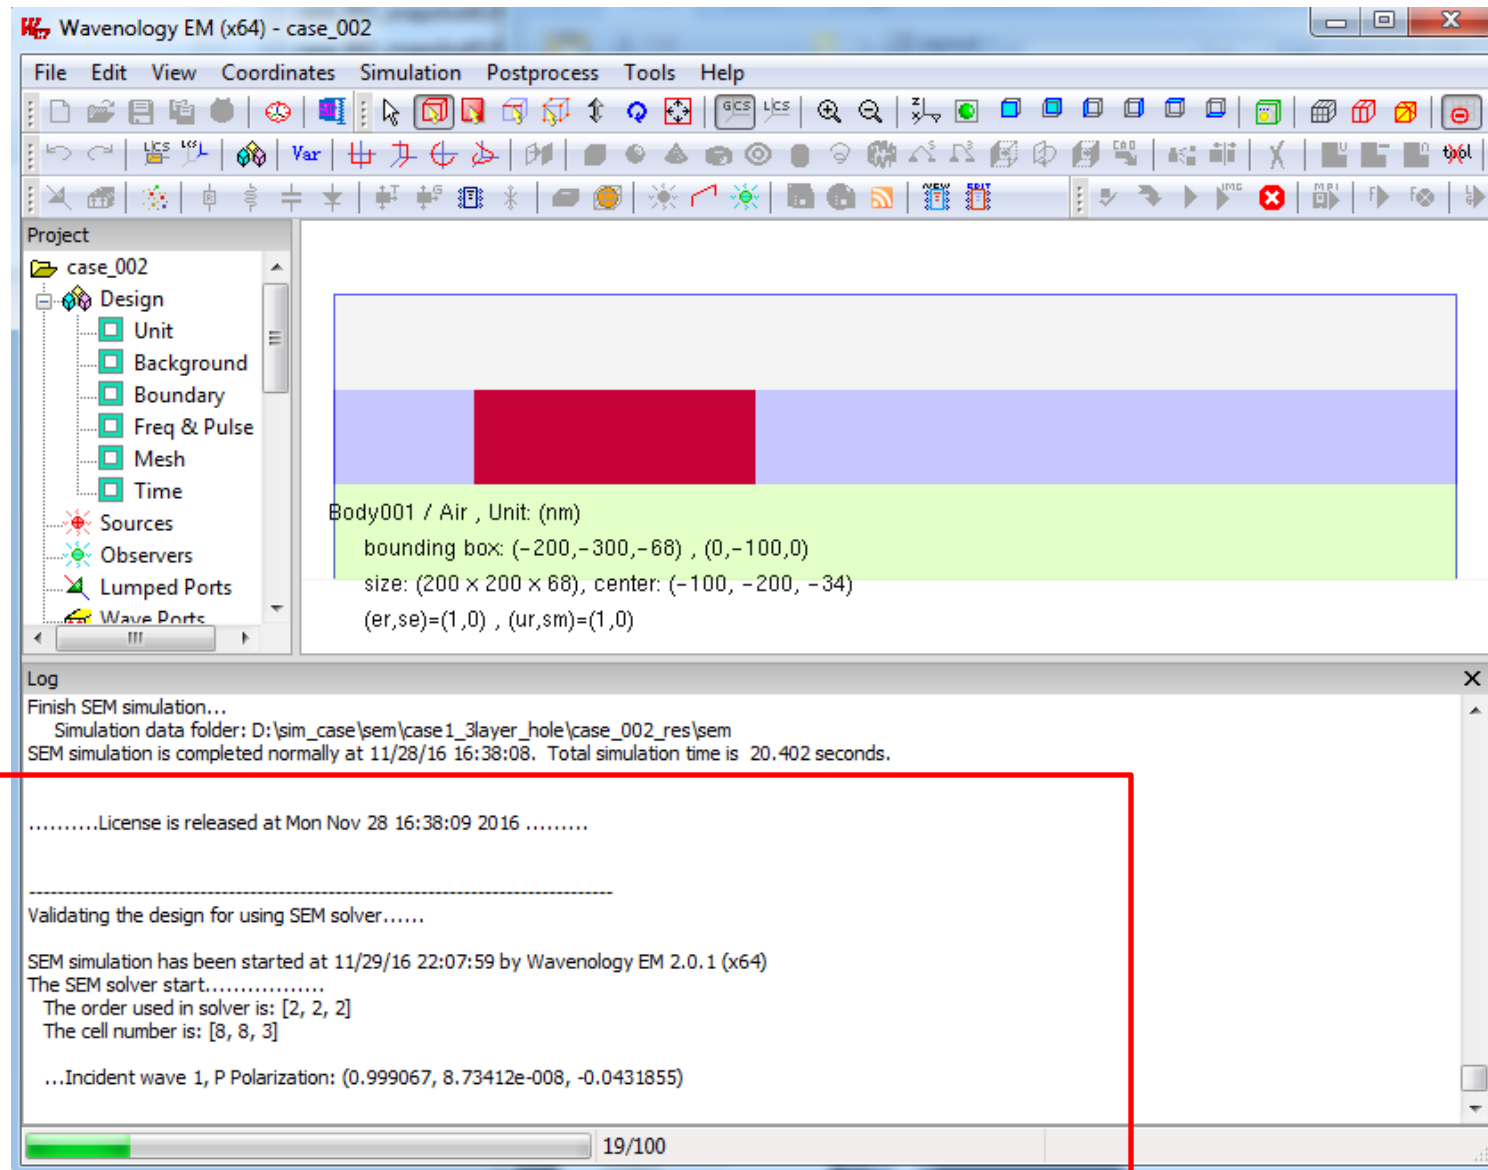 Wavenology EM (x64) - case_002
File Edit View Coordinates Simulation Postprocess Tools Help
GCS LCS
LCS Var
T G
NEW EDIT IMG MPI
Project
case_002
Design
Unit
Background
Boundary
Freq & Pulse
Mesh
Time
Sources
Observers
Lumped Ports
Wave Ports
Body001 / Air , Unit: (nm)
bounding box: (-200,-300,-68) , (0,-100,0)
size: (200 × 200 × 68), center: (-100, -200, -34)
(er,se)=(1,0) , (ur,sm)=(1,0)
Log
Finish SEM simulation...
Simulation data folder: D:\sim_case\sem\case1_3layer_hole\case_002_res\sem
SEM simulation is completed normally at 11/28/16 16:38:08.  Total simulation time is  20.402 seconds.
..........License is released at Mon Nov 28 16:38:09 2016 .........
--------------------------------------------------------------------------------
Validating the design for using SEM solver......
SEM simulation has been started at 11/29/16 22:07:59 by Wavenology EM 2.0.1 (x64)
The SEM solver start.................
The order used in solver is: [2, 2, 2]
The cell number is: [8, 8, 3]
...Incident wave 1, P Polarization: (0.999067, 8.73412e-008, -0.0431855)
19/100